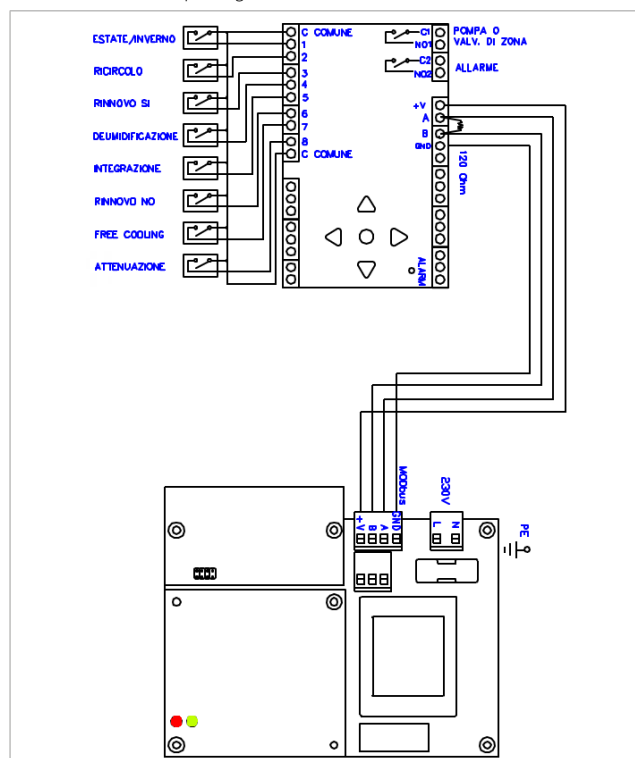 ESTATE/INVERNO
RICIRCOLO
RINNOVO SI
DEUMIDIFICAZIONE
INTEGRAZIONE
RINNOVO NO
FREE COOLING
ATTENUAZIONE
C COMUNE
1
2
3
4
5
6
7
8
C COMUNE
C1
NO1
POMPA O
VALV. DI ZONA
C2
NO2
ALLARME
+V
A
B
GND
120 Ohm
ALARM
MODbus
+V
B
A
GND
230V
L
N
PE